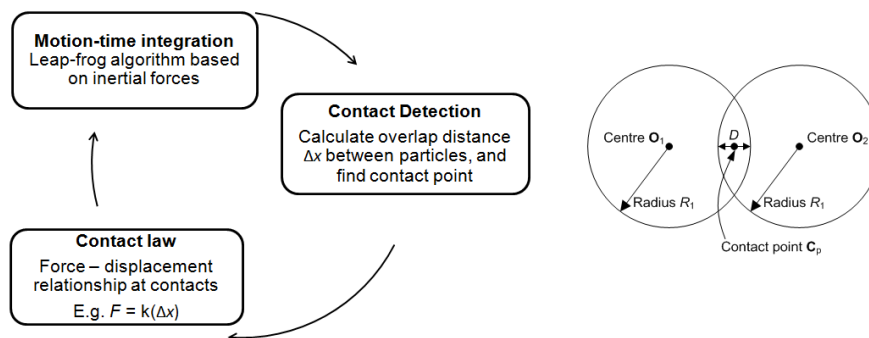 Motion-time integration
Leap-frog algorithm based
on inertial forces
Contact Detection
Calculate overlap distance
Δx between particles, and
find contact point
Contact law
Force – displacement
relationship at contacts
E.g. F = k(Δx)
Centre O₁
D
Centre O₂
Radius R₁
Radius R₁
Contact point Cₚ